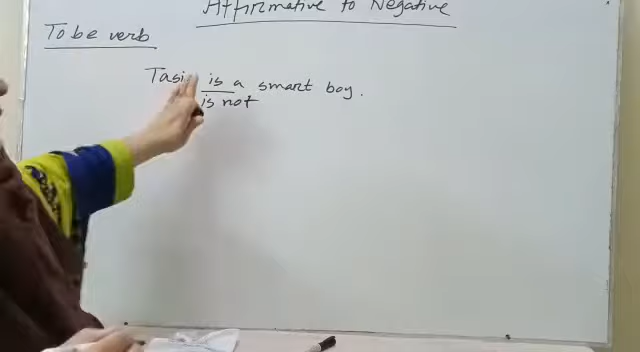 Affirmative to Negative
To be verb
is a smart boy.
is not